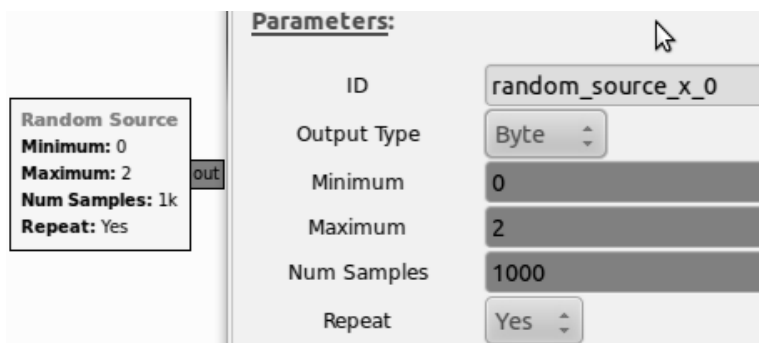 Parameters:
ID
random_source_x_0
Output Type
Byte
Minimum
0
Maximum
2
Num Samples
1000
Repeat
Yes
Random Source
Minimum: 0
Maximum: 2
Num Samples: 1k
Repeat: Yes
out